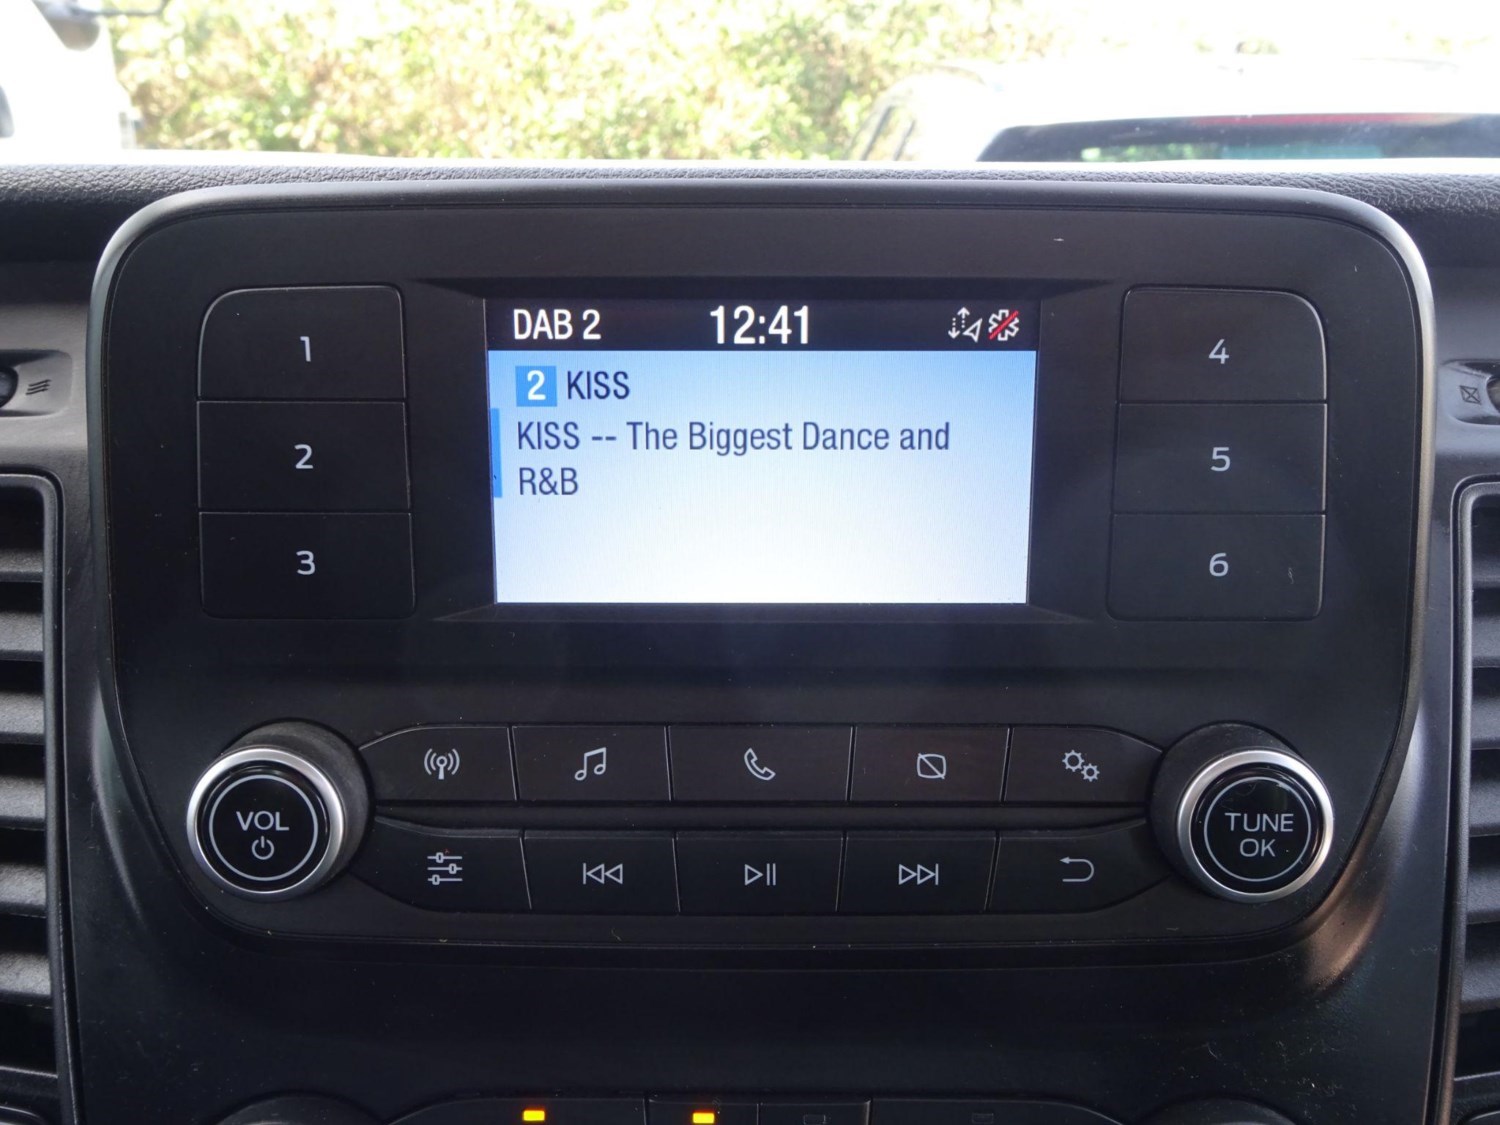 DAB 2 12:41
2 KISS
KISS -- The Biggest Dance and
R&B
1
2
3
4
5
6
VOL
TUNE
OK